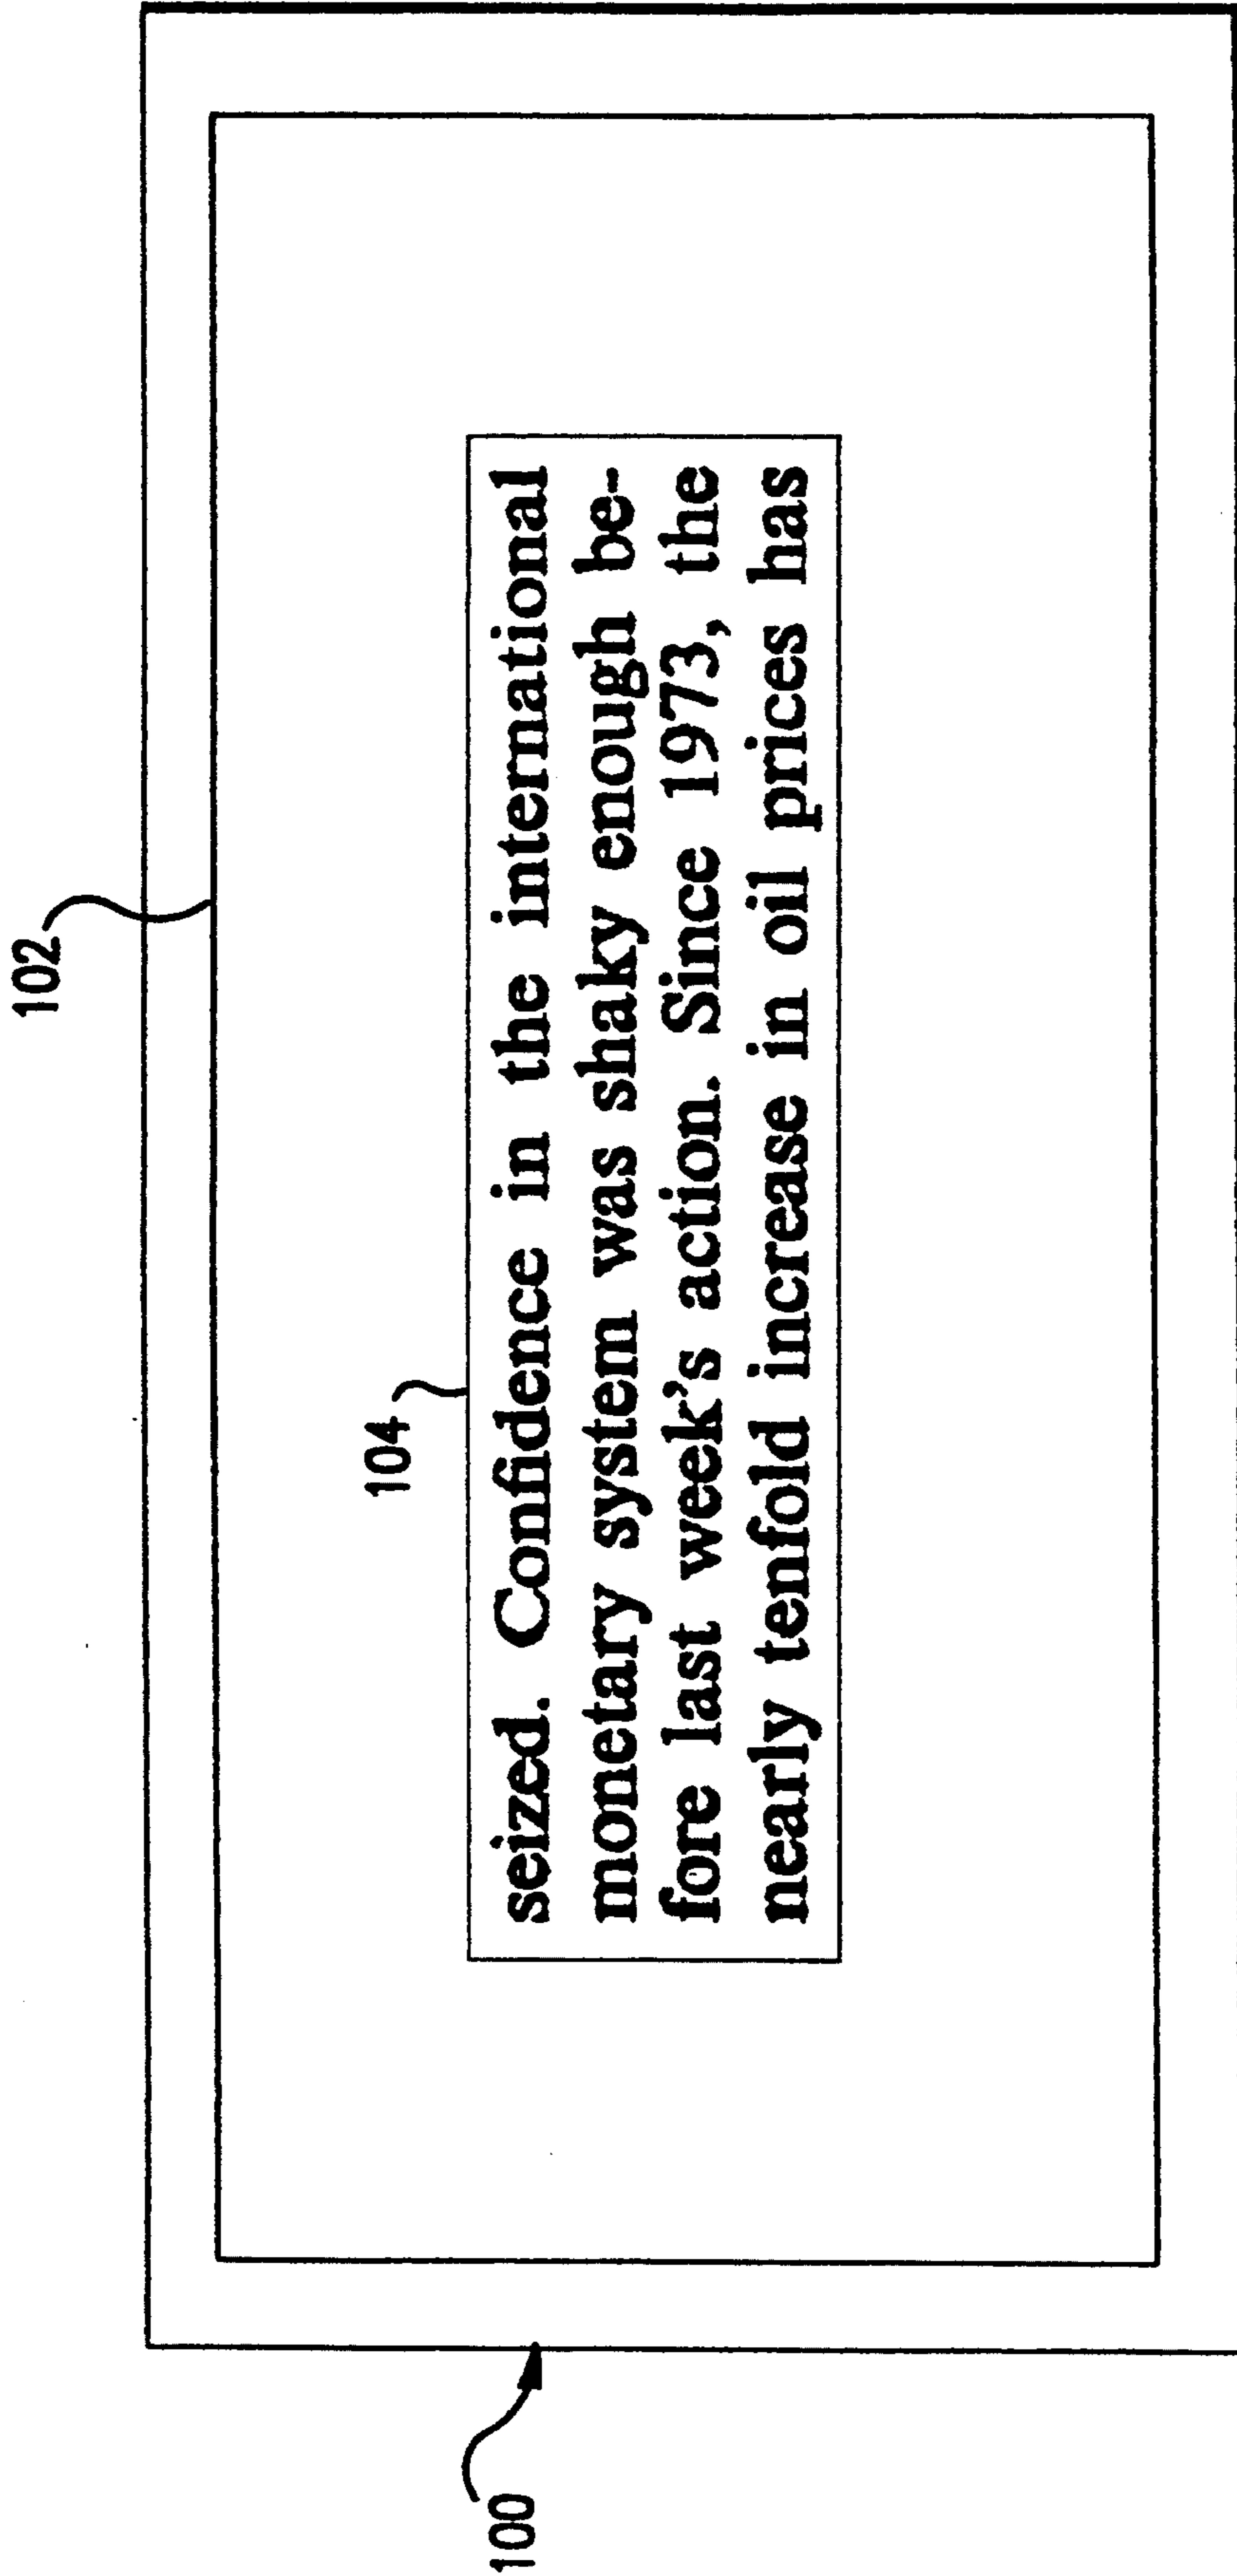 102
104
seized. Confidence in the international
monetary system was shaky enough be-
fore last week's action. Since 1973, the
nearly tenfold increase in oil prices has
100